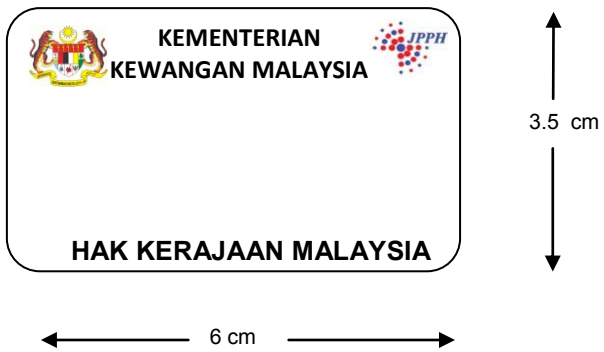 KEMENTERIAN
KEWANGAN MALAYSIA
JPPH
3.5 cm
HAK KERAJAAN MALAYSIA
6 cm